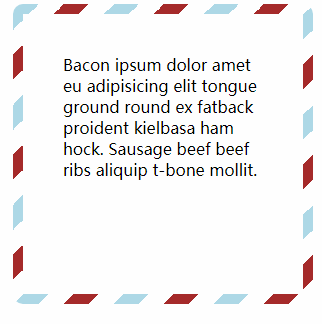 Bacon ipsum dolor amet
eu adipisicing elit tongue
ground round ex fatback
proident kielbasa ham
hock. Sausage beef beef
ribs aliquip t-bone mollit.